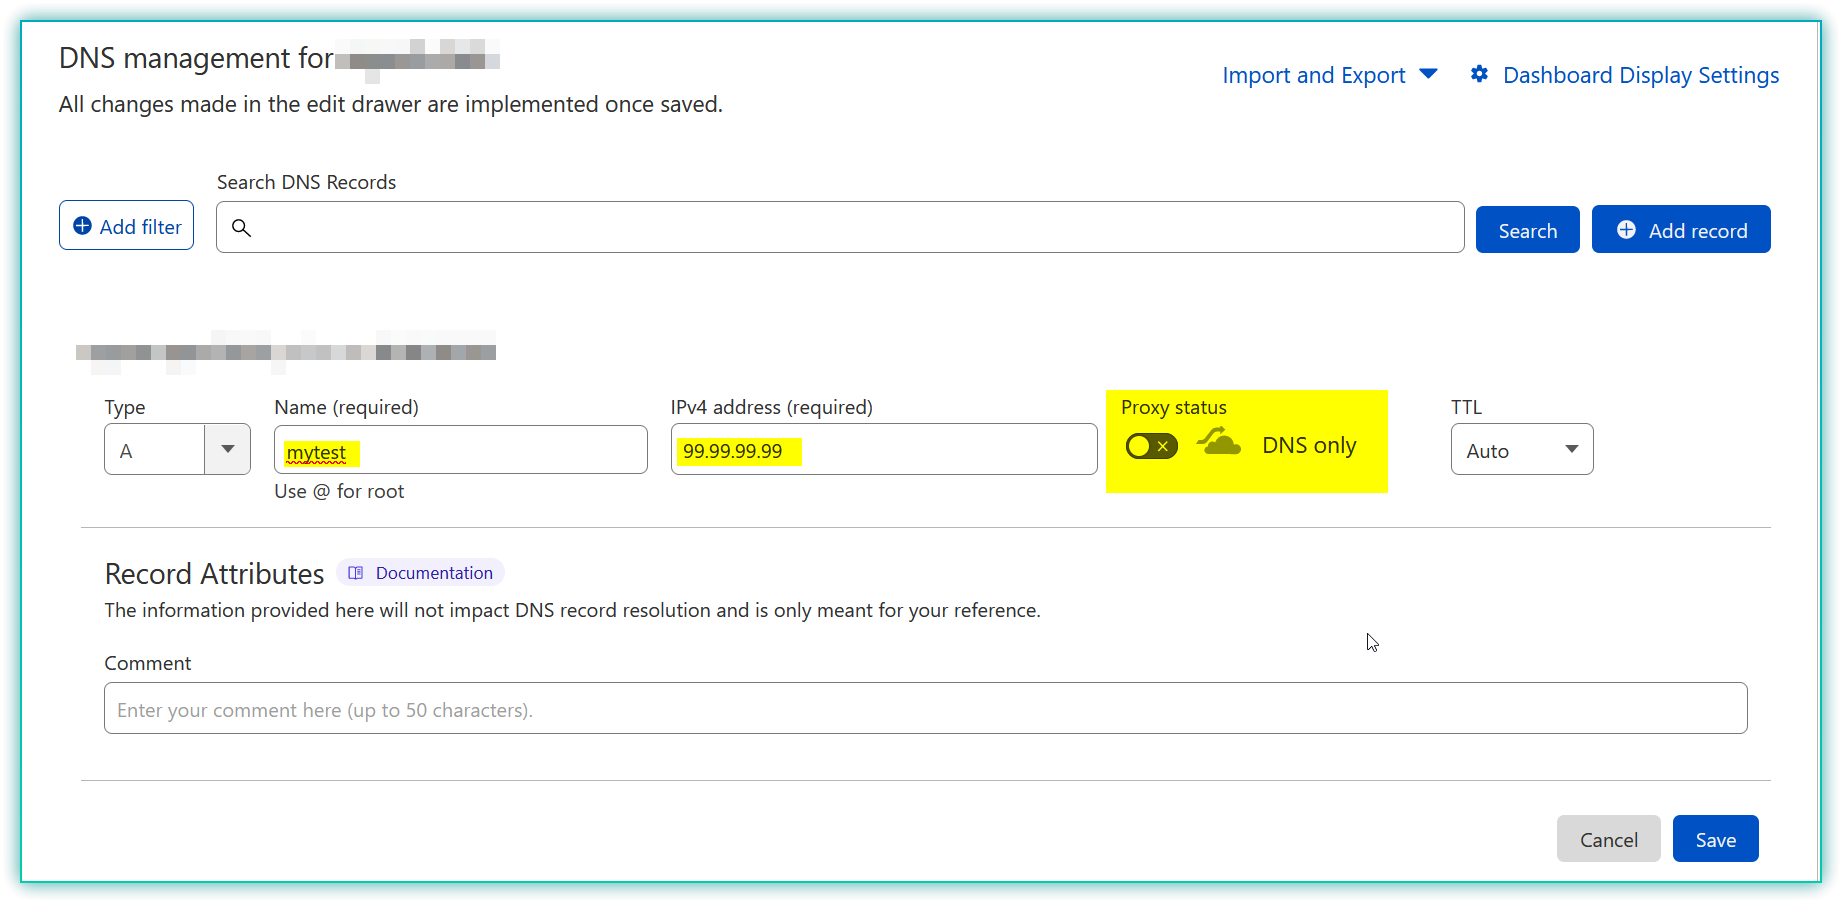 DNS management for
Import and Export
Dashboard Display Settings
All changes made in the edit drawer are implemented once saved.
Search DNS Records
Add filter
Search
Add record
Type
Name (required)
IPv4 address (required)
Proxy status
TTL
A
mytest
99.99.99.99
DNS only
Auto
Use @ for root
Record Attributes
Documentation
The information provided here will not impact DNS record resolution and is only meant for your reference.
Comment
Enter your comment here (up to 50 characters).
Cancel
Save